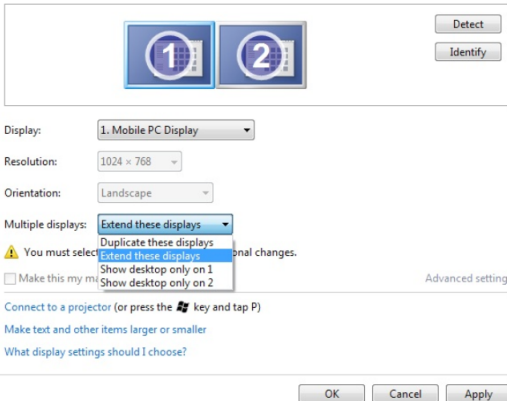 1 2
Detect
Identify
Display: 1. Mobile PC Display
Resolution: 1024 × 768
Orientation: Landscape
Multiple displays: Extend these displays
Duplicate these displays
Extend these displays
Show desktop only on 1
Show desktop only on 2
You must select onal changes.
Make this my ma Advanced setting
Connect to a projector (or press the key and tap P)
Make text and other items larger or smaller
What display settings should I choose?
OK Cancel Apply